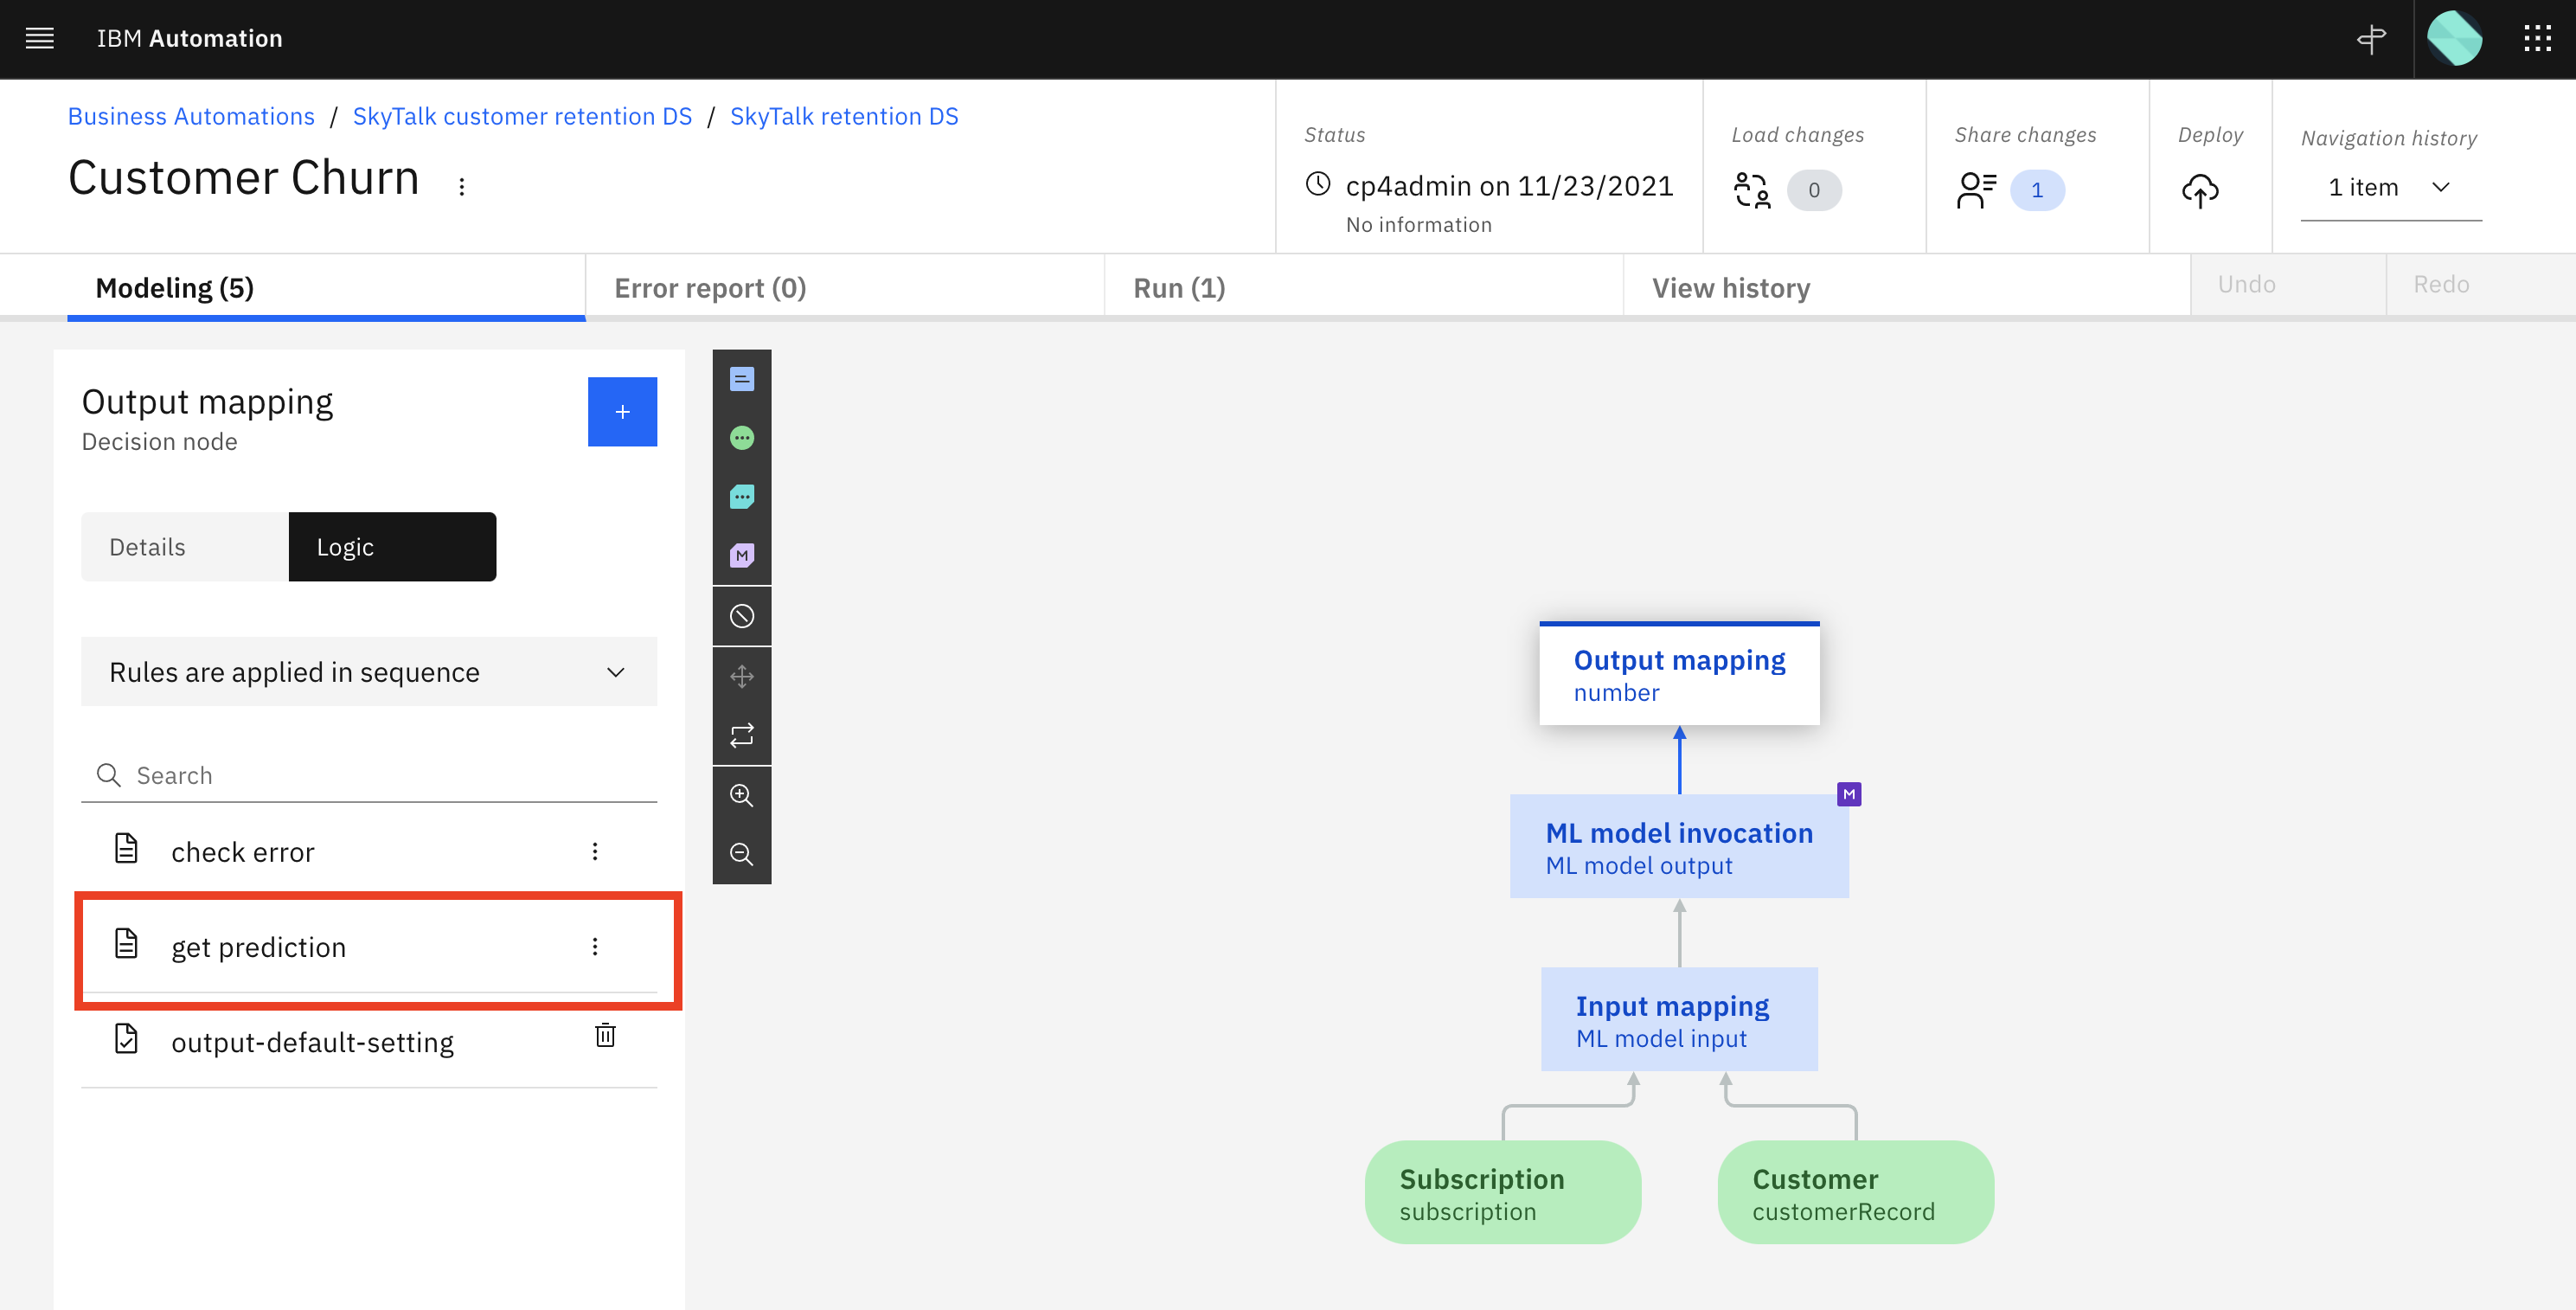 IBM Automation
Business Automations / SkyTalk customer retention DS / SkyTalk retention DS
Customer Churn
Status
cp4admin on 11/23/2021
No information
Load changes
0
Share changes
1
Deploy
Navigation history
1 item
Modeling (5)
Error report (0)
Run (1)
View history
Undo
Redo
Output mapping
Decision node
+
Details
Logic
Rules are applied in sequence
Search
check error
get prediction
output-default-setting
M
Output mapping
number
M
ML model invocation
ML model output
Input mapping
ML model input
Subscription
subscription
Customer
customerRecord